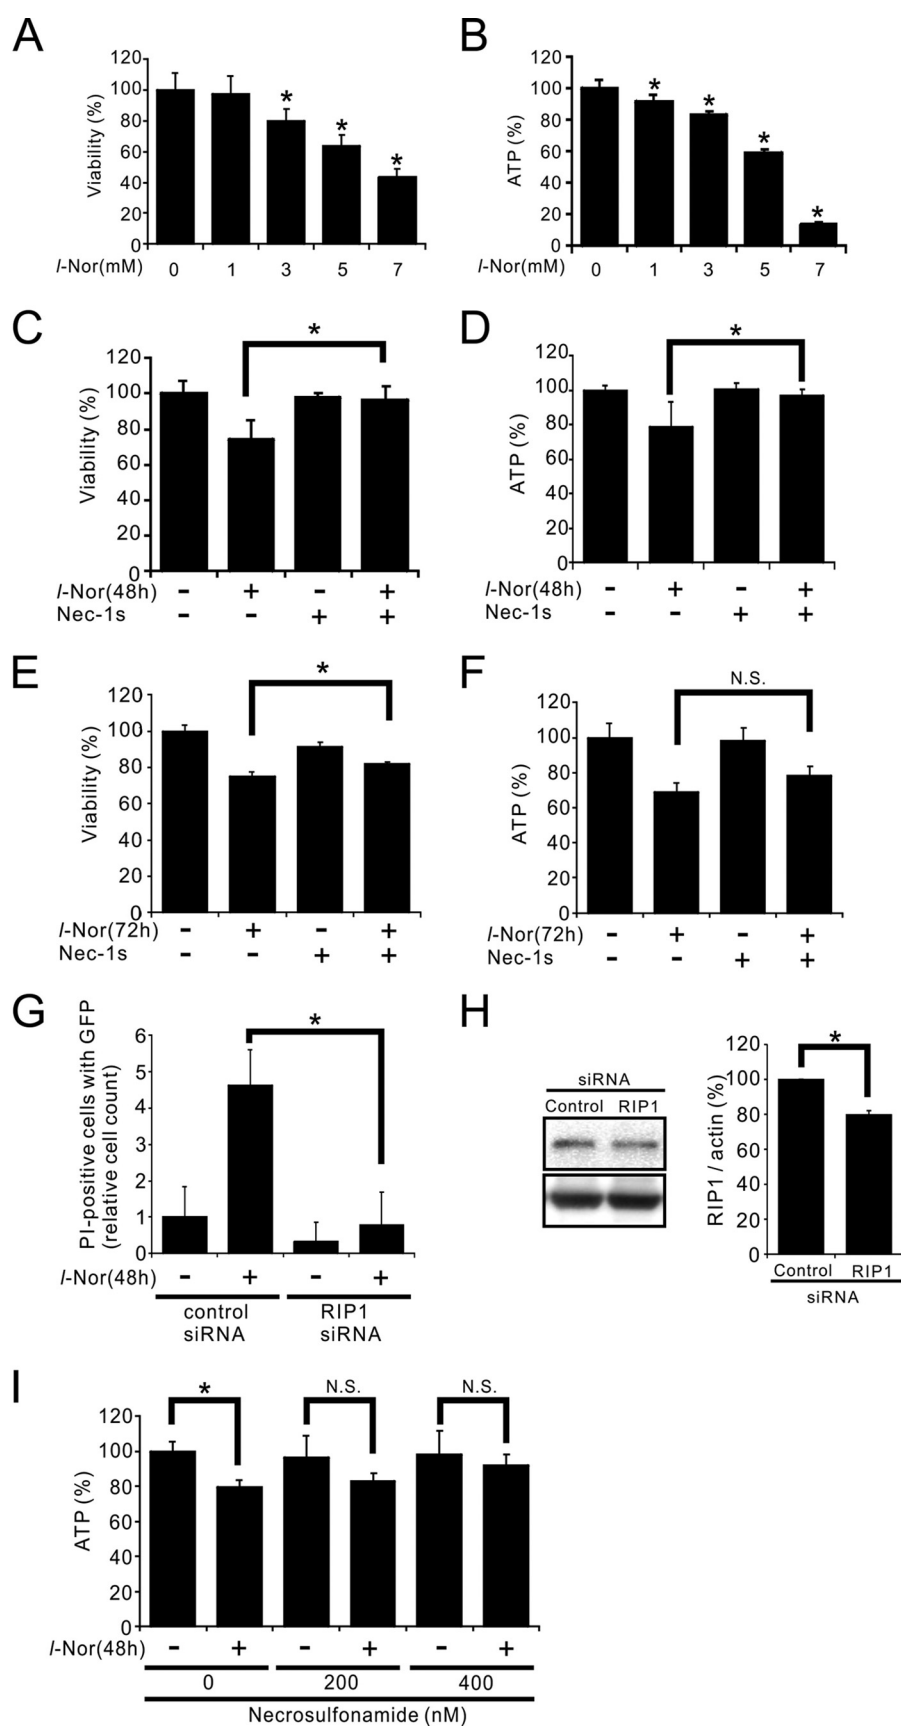 A
120
100
80
60
40
20
0
Viability (%)
*
*
*
l-Nor(mM)
0 1 3 5 7
B
120
100
80
60
40
20
0
ATP (%)
*
*
*
*
l-Nor(mM)
0 1 3 5 7
C
120
100
80
60
40
20
0
Viability (%)
*
l-Nor(48h) - + - +
Nec-1s - - + +
D
120
100
80
60
40
20
0
ATP (%)
*
l-Nor(48h) - + - +
Nec-1s - - + +
E
120
100
80
60
40
20
0
Viability (%)
*
l-Nor(72h) - + - +
Nec-1s - - + +
F
120
100
80
60
40
20
0
ATP (%)
N.S.
l-Nor(72h) - + - +
Nec-1s - - + +
G
6
5
4
3
2
1
0
PI-positive cells with GFP
(relative cell count)
*
l-Nor(48h) - + - +
control
siRNA
RIP1
siRNA
H
siRNA
Control RIP1
120
100
80
60
40
20
0
RIP1 / actin (%)
*
Control RIP1
siRNA
I
120
100
80
60
40
20
0
ATP (%)
* N.S. N.S.
l-Nor(48h) - + - + - +
0 200 400
Necrosulfonamide (nM)